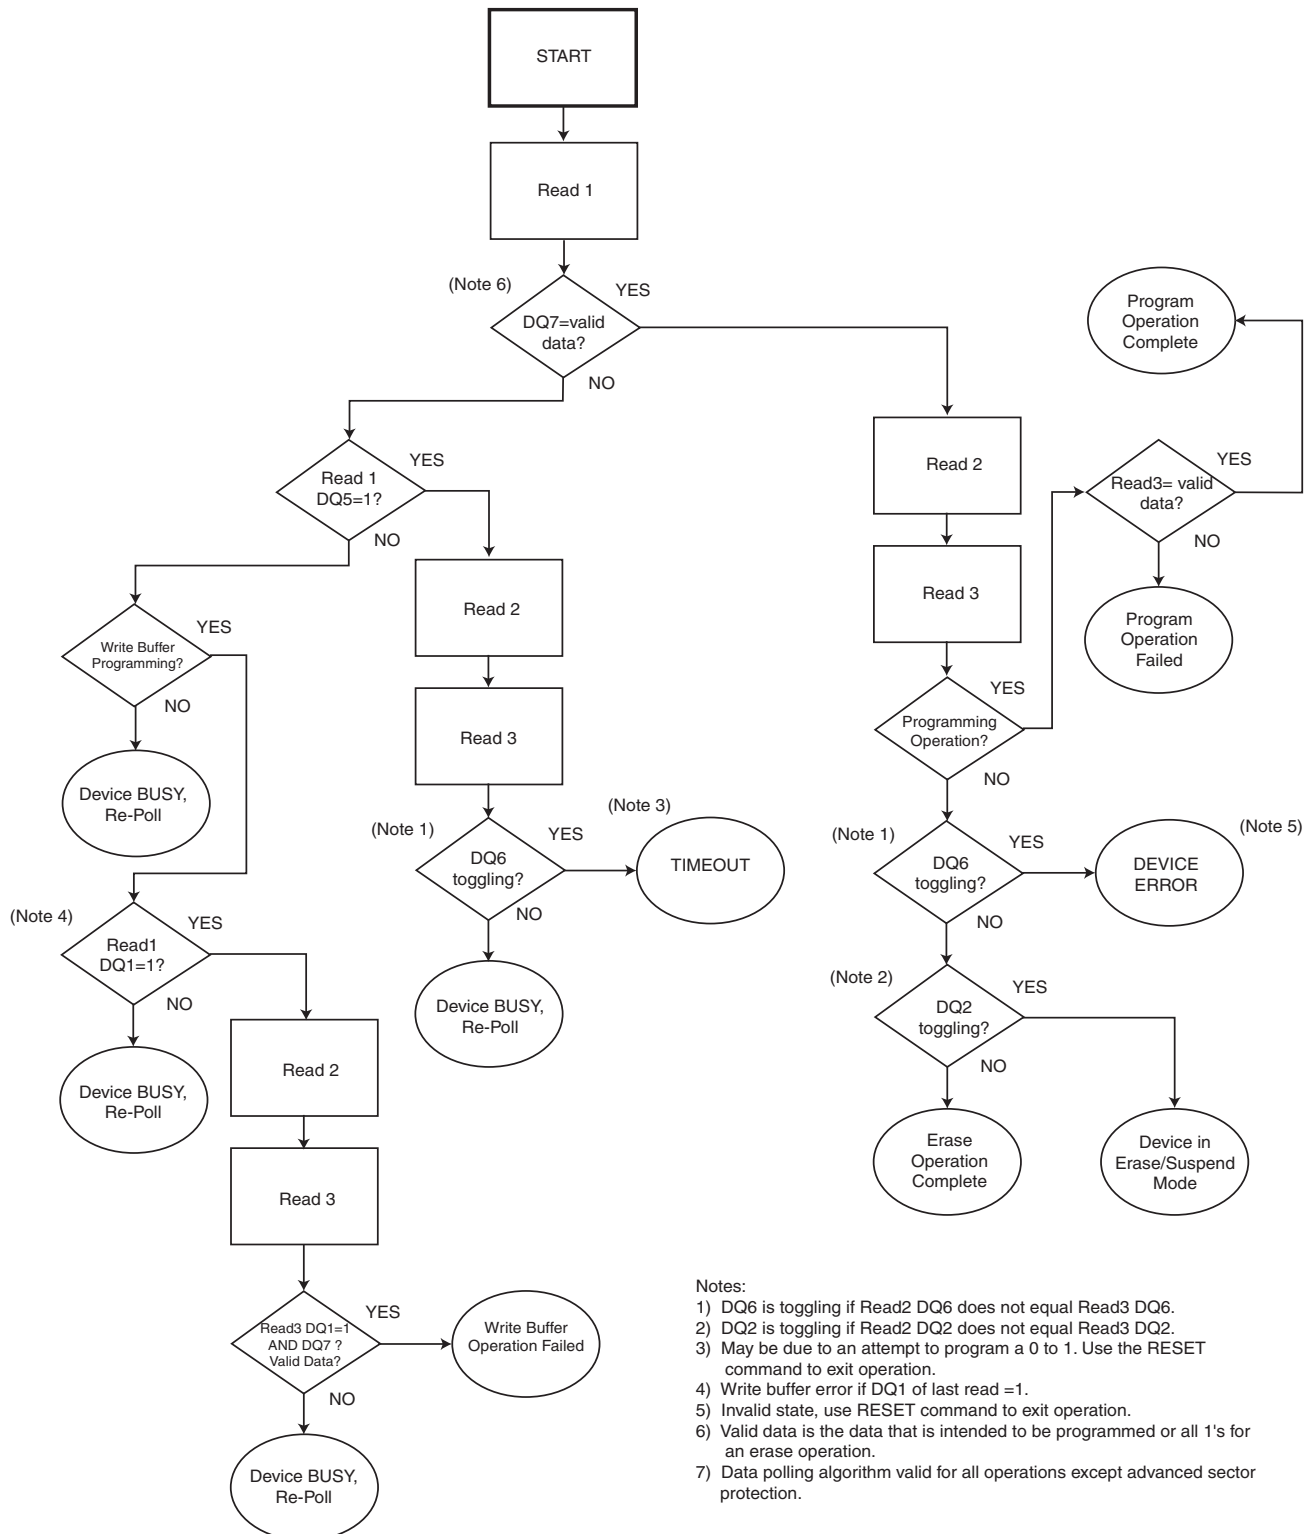 START
Read 1
(Note 6)
YES
DQ7=valid
data?
NO
Program
Operation
Complete
Read 1
DQ5=1?
YES
NO
Read 2
Read3= valid
data?
YES
NO
Write Buffer
Programming?
YES
NO
Read 2
Read 3
Program
Operation
Failed
Read 3
Programming
Operation?
YES
NO
Device BUSY,
Re-Poll
(Note 1)
DQ6
toggling?
YES
NO
(Note 3)
TIMEOUT
(Note 1)
DQ6
toggling?
YES
NO
DEVICE
ERROR
(Note 5)
(Note 4)
Read1
DQ1=1?
YES
NO
Device BUSY,
Re-Poll
(Note 2)
DQ2
toggling?
YES
NO
Device BUSY,
Re-Poll
Read 2
Erase
Operation
Complete
Device in
Erase/Suspend
Mode
Read 3
Read3 DQ1=1
AND DQ7 ?
Valid Data?
YES
NO
Write Buffer
Operation Failed
Device BUSY,
Re-Poll
Notes:
1) DQ6 is toggling if Read2 DQ6 does not equal Read3 DQ6.
2) DQ2 is toggling if Read2 DQ2 does not equal Read3 DQ2.
3) May be due to an attempt to program a 0 to 1. Use the RESET
command to exit operation.
4) Write buffer error if DQ1 of last read =1.
5) Invalid state, use RESET command to exit operation.
6) Valid data is the data that is intended to be programmed or all 1's for
an erase operation.
7) Data polling algorithm valid for all operations except advanced sector
protection.